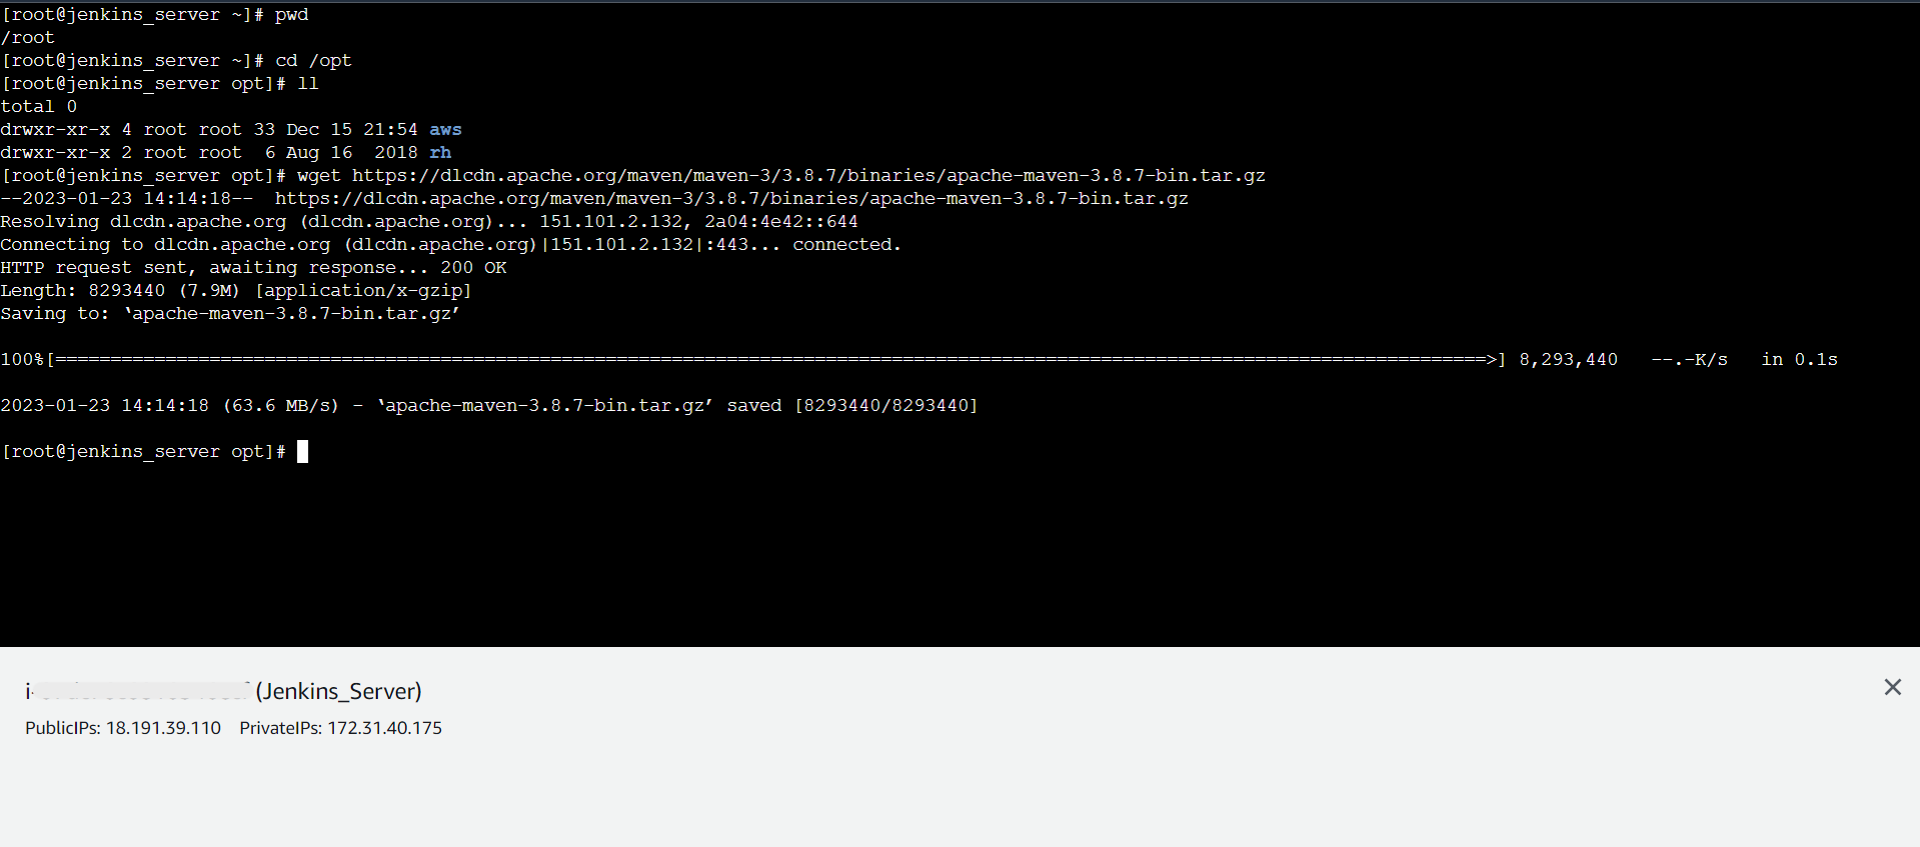 [root@jenkins_server ~]# pwd
/root
[root@jenkins_server ~]# cd /opt
[root@jenkins_server opt]# ll
total 0
drwxr-xr-x 4 root root 33 Dec 15 21:54 aws
drwxr-xr-x 2 root root  6 Aug 16  2018 rh
[root@jenkins_server opt]# wget https://dlcdn.apache.org/maven/maven-3/3.8.7/binaries/apache-maven-3.8.7-bin.tar.gz
--2023-01-23 14:14:18--  https://dlcdn.apache.org/maven/maven-3/3.8.7/binaries/apache-maven-3.8.7-bin.tar.gz
Resolving dlcdn.apache.org (dlcdn.apache.org)... 151.101.2.132, 2a04:4e42::644
Connecting to dlcdn.apache.org (dlcdn.apache.org)|151.101.2.132|:443... connected.
HTTP request sent, awaiting response... 200 OK
Length: 8293440 (7.9M) [application/x-gzip]
Saving to: ‘apache-maven-3.8.7-bin.tar.gz’
100%[==================================================================================================================================>] 8,293,440   --.-K/s   in 0.1s
2023-01-23 14:14:18 (63.6 MB/s) - ‘apache-maven-3.8.7-bin.tar.gz’ saved [8293440/8293440]
[root@jenkins_server opt]#
(Jenkins_Server)
PublicIPs: 18.191.39.110 PrivateIPs: 172.31.40.175